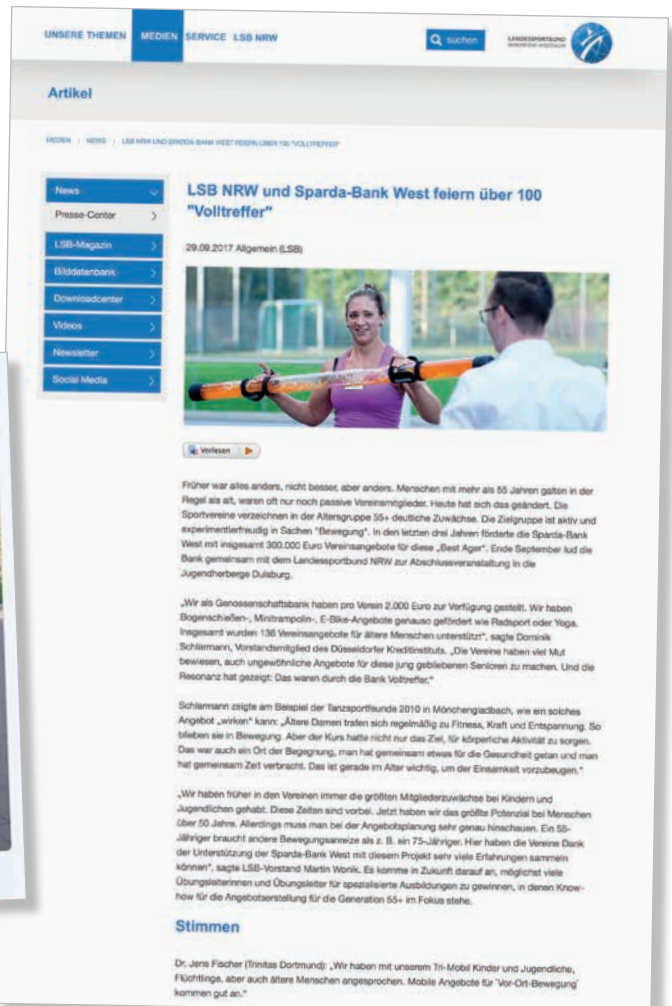 UNSERE THEMEN MEDIEN SERVICE LSB NRW
suchen
LANDESSPORTBUND
NORDRHEIN-WESTFALEN
Artikel
MEDIEN / NEWS / LSB NRW UND SPARDA-BANK WEST FEIERN ÜBER 100 "VOLLTREFFER"
News
Presse-Center
LSB-Magazin
Bilddatenbank
Downloadcenter
Videos
Newsletter
Social Media
LSB NRW und Sparda-Bank West feiern über 100
"Volltreffer"
29.09.2017 Allgemein (LSB)
Vorlesen
Früher war alles anders, nicht besser, aber anders. Menschen mit mehr als 55 Jahren galten in der
Regel als alt, waren oft nur noch passive Vereinsmitglieder. Heute hat sich das geändert. Die
Sportvereine verzeichnen in der Altersgruppe 55+ deutliche Zuwächse. Die Zielgruppe ist aktiv und
experimentierfreudig in Sachen "Bewegung". In den letzten drei Jahren förderte die Sparda-Bank
West mit insgesamt 300.000 Euro Vereinsangebote für diese „Best Ager". Ende September lud die
Bank gemeinsam mit dem Landessportbund NRW zur Abschlussveranstaltung in die
Jugendherberge Duisburg.
„Wir als Genossenschaftsbank haben pro Verein 2.000 Euro zur Verfügung gestellt. Wir haben
Bogenschießen-, Minitrampolin-, E-Bike-Angebote genauso gefördert wie Radsport oder Yoga.
Insgesamt wurden 136 Vereinsangebote für ältere Menschen unterstützt", sagte Dominik
Schlarmann, Vorstandsmitglied des Düsseldorfer Kreditinstituts. „Die Vereine haben viel Mut
bewiesen, auch ungewöhnliche Angebote für diese jung gebliebenen Senioren zu machen. Und die
Resonanz hat gezeigt: Das waren durch die Bank Volltreffer."
Schlarmann zeigte am Beispiel der Tanzsportfreunde 2010 in Mönchengladbach, wie ein solches
Angebot „wirken" kann: „Ältere Damen trafen sich regelmäßig zu Fitness, Kraft und Entspannung. So
blieben sie in Bewegung. Aber der Kurs hatte nicht nur das Ziel, für körperliche Aktivität zu sorgen.
Das war auch ein Ort der Begegnung, man hat gemeinsam etwas für die Gesundheit getan und man
hat gemeinsam Zeit verbracht. Das ist gerade im Alter wichtig, um der Einsamkeit vorzubeugen."
„Wir haben früher in den Vereinen immer die größten Mitgliederzuwächse bei Kindern und
Jugendlichen gehabt. Diese Zeiten sind vorbei. Jetzt haben wir das größte Potenzial bei Menschen
über 50 Jahre. Allerdings muss man bei der Angebotsplanung sehr genau hinschauen. Ein 55-
Jähriger braucht andere Bewegungsanreize als z. B. ein 75-Jähriger. Hier haben die Vereine Dank
der Unterstützung der Sparda-Bank West mit diesem Projekt sehr viele Erfahrungen sammeln
können", sagte LSB-Vorstand Martin Wonik. Es komme in Zukunft darauf an, möglichst viele
Übungsleiterinnen und Übungsleiter für spezialisierte Ausbildungen zu gewinnen, in denen Know-
how für die Angebotserstellung für die Generation 55+ im Fokus stehe.
Stimmen
Dr. Jens Fischer (Trinitas Dortmund): „Wir haben mit unserem Tri-Mobil Kinder und Jugendliche,
Flüchtlinge, aber auch ältere Menschen angesprochen. Mobile Angebote für 'Vor-Ort-Bewegung'
kommen gut an."